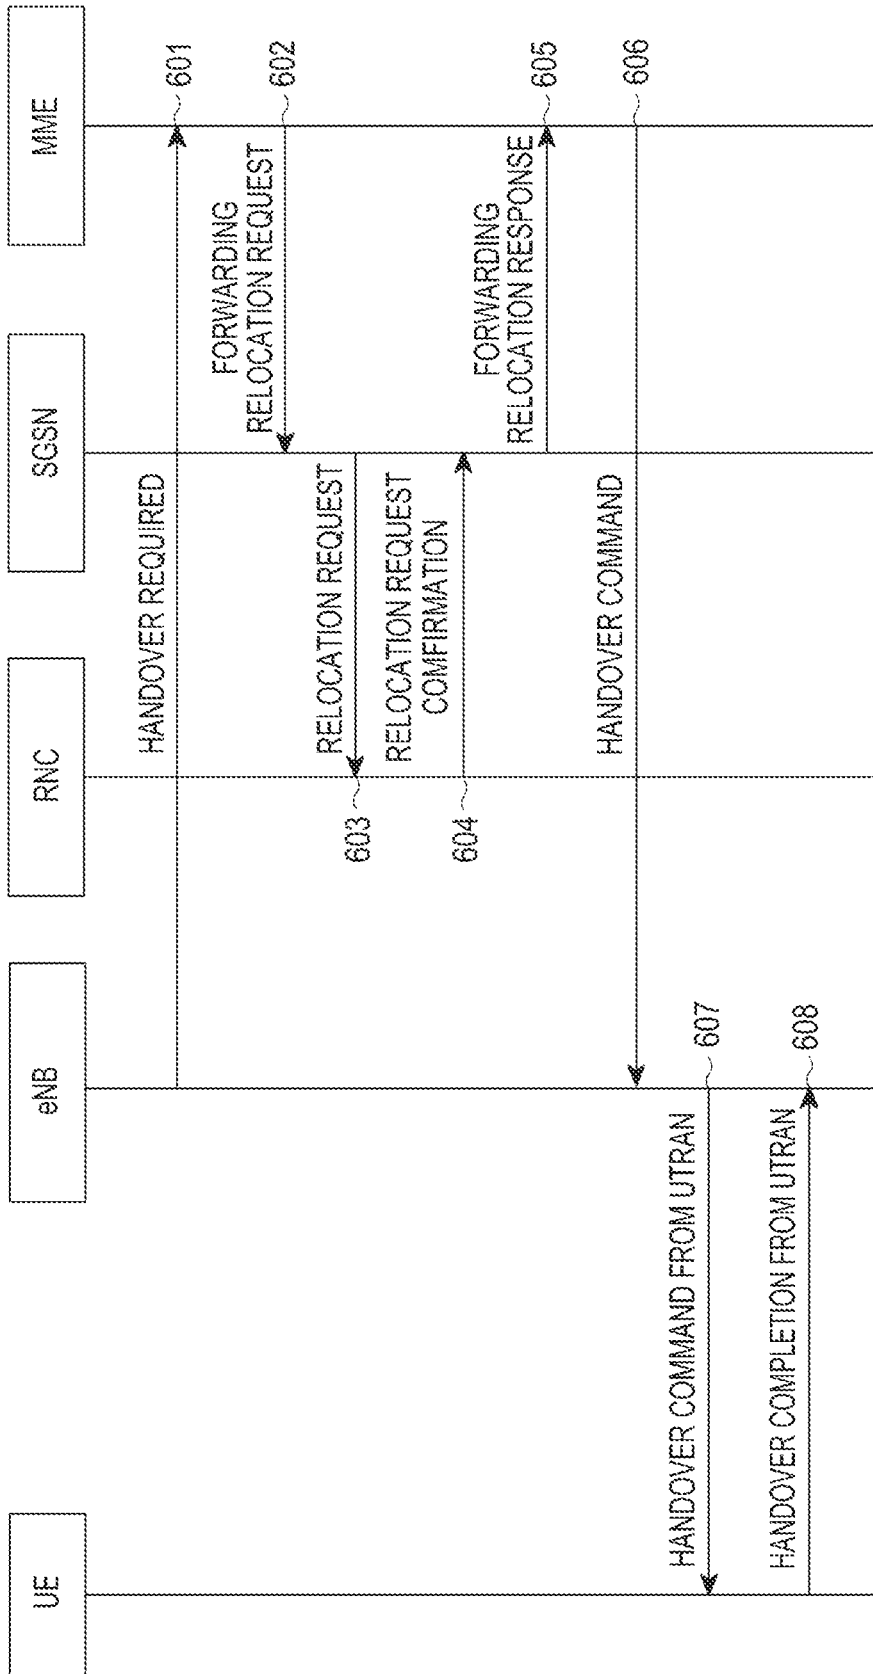 UE
eNB
RNC
SGSN
MME
HANDOVER REQUIRED
601
FORWARDING
RELOCATION REQUEST
602
RELOCATION REQUEST
603
RELOCATION REQUEST
COMFIRMATION
604
FORWARDING
RELOCATION RESPONSE
605
HANDOVER COMMAND
606
HANDOVER COMMAND FROM UTRAN
607
HANDOVER COMPLETION FROM UTRAN
608